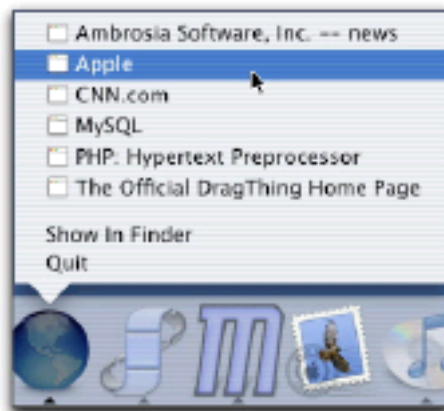 Ambrosia Software, Inc. -- news
Apple
CNN.com
MySQL
PHP: Hypertext Preprocessor
The Official DragThing Home Page
Show In Finder
Quit